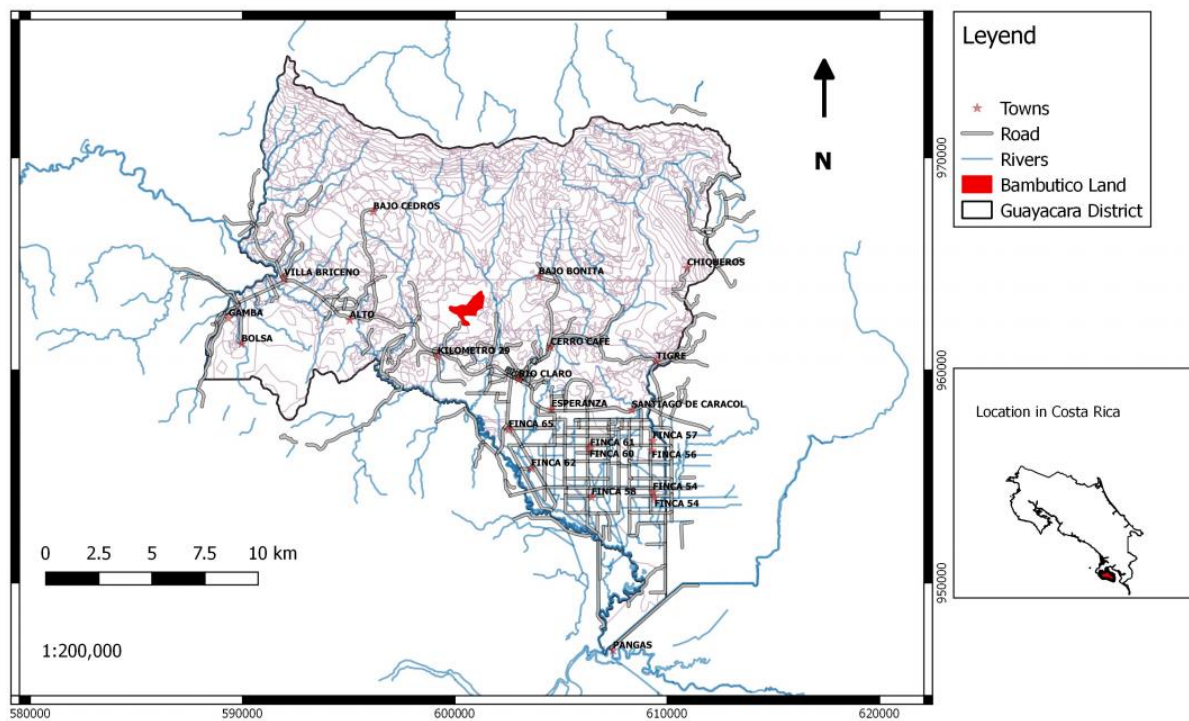 Leyend
Towns
Road
Rivers
Bambutico Land
Guayacara District
N
BAJO CEDROS
CHIQUEROS
VILLA BRICENO
BAJO BONITA
GAMBA
ALTO
BOLSA
KILOMETRO 29
CERRO CAFE
TIGRE
RIO CLARO
ESPERANZA
SANTIAGO DE CARACOL
FINCA 65
FINCA 57
FINCA 61
FINCA 60
FINCA 56
FINCA 62
FINCA 54
FINCA 58
FINCA 54
PANGAS
0 2.5 5 7.5 10 km
1:200,000
970000
960000
950000
580000 590000 600000 610000 620000
Location in Costa Rica